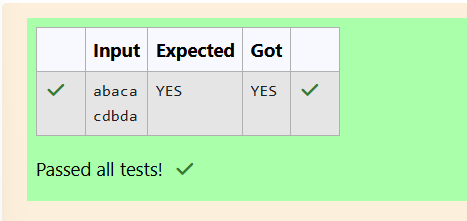 Input Expected Got
abaca YES YES
cdbda
Passed all tests!